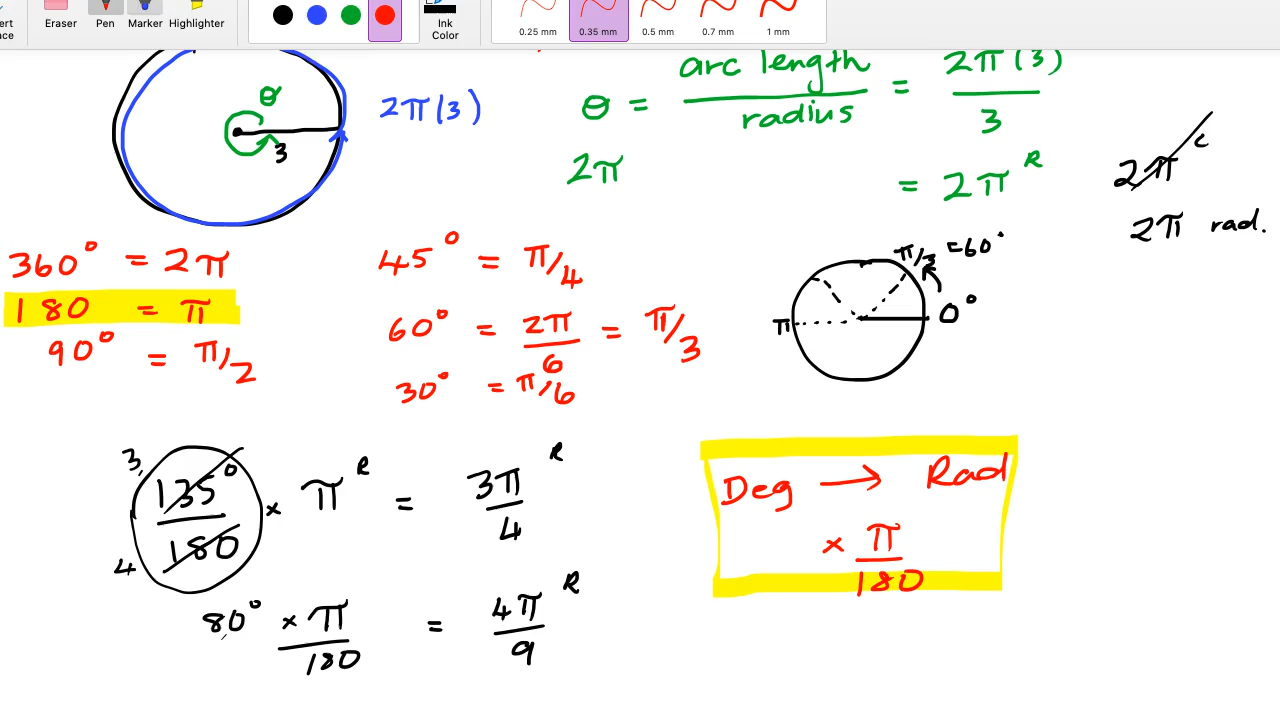 ert
ce
Eraser
Pen
Marker
Highlighter
Ink
Color
0.25 mm
0.35 mm
0.5 mm
0.7 mm
1 mm
θ
3
2π(3)
θ = arc length / radius = 2π(3) / 3
2π
= 2π ᴿ
2π ᶜ
2π rad.
360° = 2π
180 = π
90° = π/2
45° = π/4
60° = 2π/6 = π/3
30° = π/6
π/3 = 60°
π
0°
3
135° / 180 × π ᴿ = 3π/4 ᴿ
4
80° × π / 180 = 4π/9 ᴿ
Deg → Rad
× π / 180